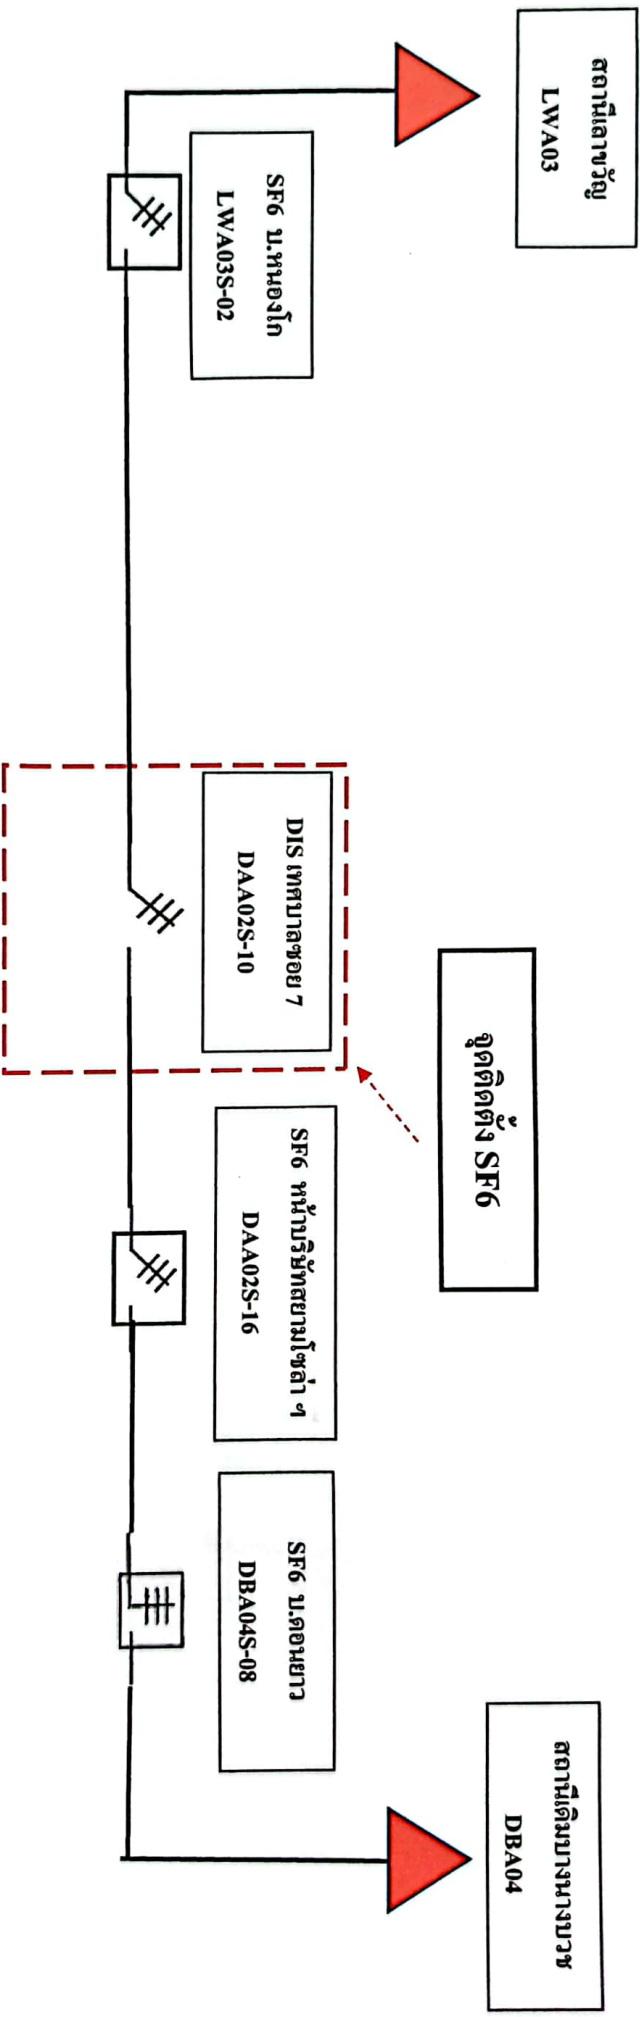 สถานีเลาขวัญ
LWA03
SF6 บ.หนองโก
LWA03S-02
จุดติดตั้ง SF6
DIS เทศบาลซอย 7
DAA02S-10
SF6 หน้าบริษัทสยามโซล่า ฯ
DAA02S-16
SF6 บ.ดอนยาว
DBA04S-08
สถานีเดิมบางนางบวช
DBA04